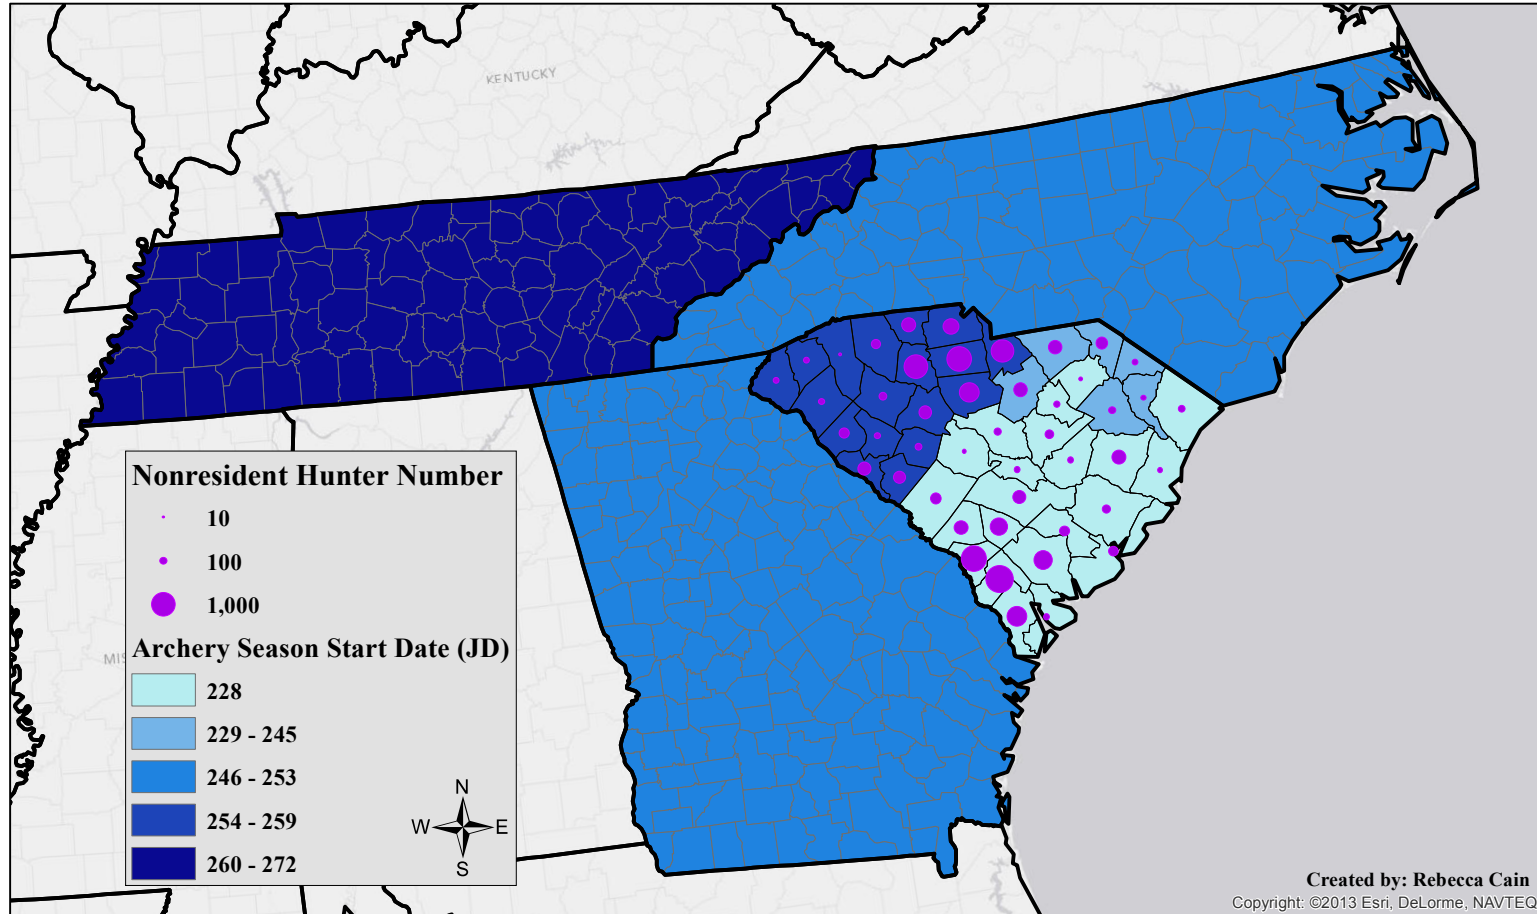 KENTUCKY
Nonresident Hunter Number
10
100
1,000
Archery Season Start Date (JD)
MIS
228
229 - 245
246 - 253
254 - 259
260 - 272
N
W E
S
Created by: Rebecca Cain
Copyright: ©2013 Esri, DeLorme, NAVTEQ